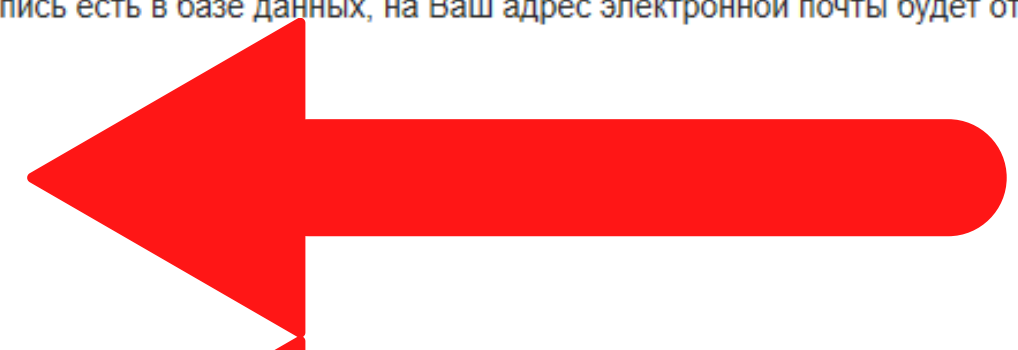 пись есть в базе данных, на Ваш адрес электронной почты будет от